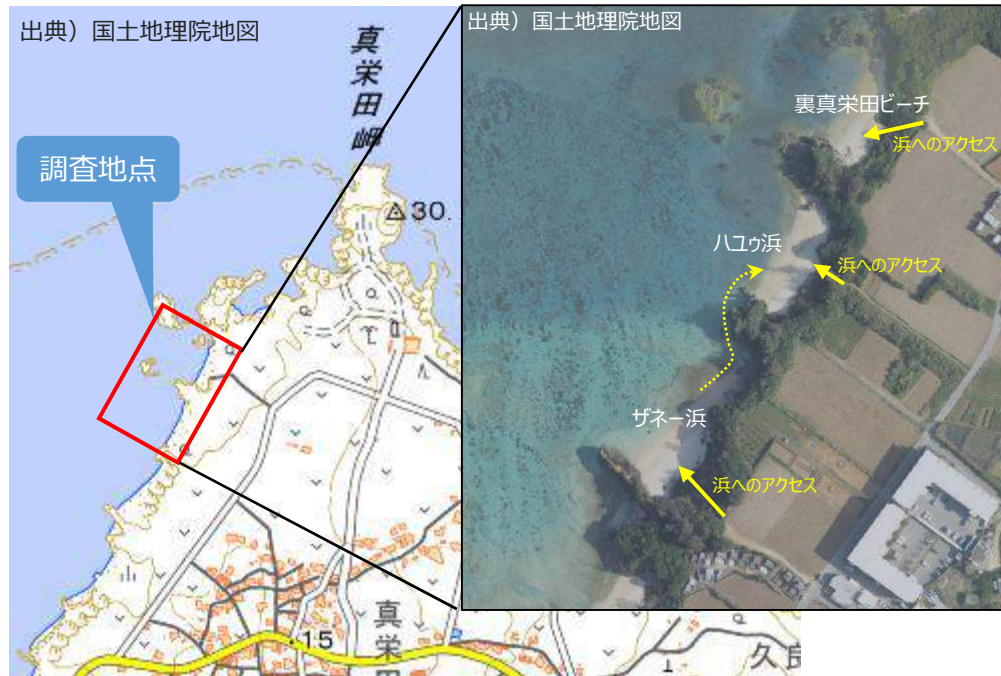 出典）国土地理院地図
真栄田岬
調査地点
30.
15
真栄田
久良
出典）国土地理院地図
裏真栄田ビーチ
浜へのアクセス
ハユゥ浜
浜へのアクセス
ザネー浜
浜へのアクセス